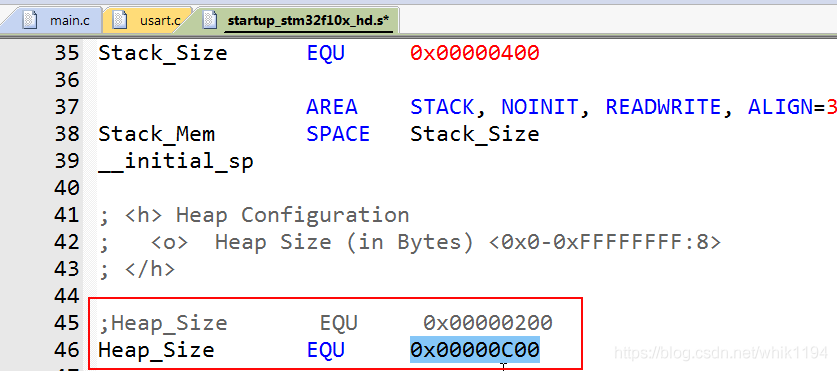 main.c usart.c startup_stm32f10x_hd.s*
35 Stack_Size EQU 0x00000400
36
37 AREA STACK, NOINIT, READWRITE, ALIGN=3
38 Stack_Mem SPACE Stack_Size
39 __initial_sp
40
41 ; <h> Heap Configuration
42 ;   <o>  Heap Size (in Bytes) <0x0-0xFFFFFFFF:8>
43 ; </h>
44
45 ;Heap_Size EQU 0x00000200
46 Heap_Size EQU 0x00000C00
https://blog.csdn.net/whik1194